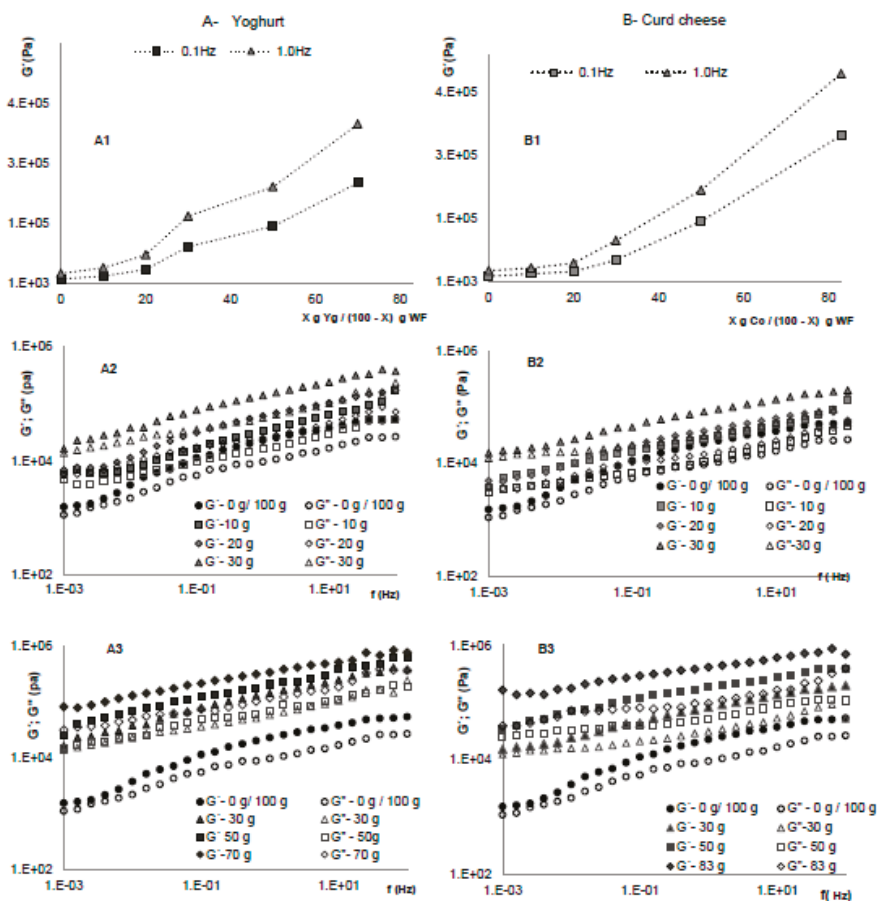 A- Yoghurt
B- Curd cheese
G´(Pa)
0.1Hz
1.0Hz
4.E+05
3.E+05
1.E+05
1.E+03
A1
0
20
40
60
80
X g Yg / (100 - X) g WF
G´(Pa)
0.1Hz
1.0Hz
4.E+05
3.E+05
1.E+05
1.E+03
B1
0
20
40
60
80
X g Co / (100 - X) g WF
A2
G´; G'' (pa)
1.E+06
1.E+04
1.E+02
G´- 0 g/ 100 g
G''- 0 g / 100 g
G´-10 g
G''- 10 g
G´- 20 g
G''- 20 g
G´- 30 g
G''- 30 g
1.E-03
1.E-01
1.E+01
f (Hz)
B2
G´; G'' (Pa)
1.E+06
1.E+04
1.E+02
G´- 0 g/100 g
G''- 0 g / 100 g
G´- 10 g
G''- 10 g
G´- 20 g
G''- 20 g
G´- 30 g
G''-30 g
1.E-03
1.E-01
1.E+01
f( Hz)
A3
G´; G'' (pa)
1.E+06
1.E+04
1.E+02
G´- 0 g/ 100 g
G''- 0 g / 100 g
G´- 30 g
G''- 30 g
G´ 50 g
G''- 50g
G´-70 g
G''- 70 g
1.E-03
1.E-01
1.E+01
f (Hz)
B3
G´; G'' (Pa)
1.E+06
1.E+04
1.E+02
G´- 0 g/100 g
G''- 0 g / 100 g
G´- 30 g
G''-30 g
G´- 50 g
G''- 50 g
G´- 83 g
G''- 83 g
1.E-03
1.E-01
1.E+01
f( Hz)